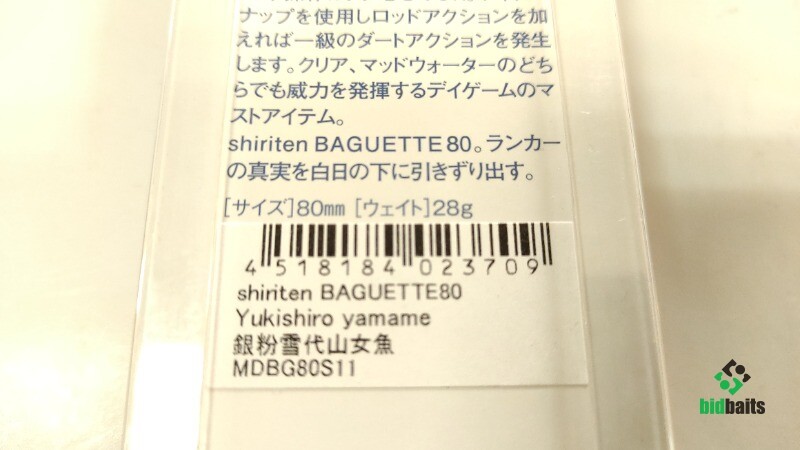 ナップを使用しロッドアクションを加
えれば一級のダートアクションを発生
します。クリア、マッドウォーターのどち
らでも威力を発揮するデイゲームのマ
ストアイテム。
shiriten BAGUETTE80。ランカー
の真実を白日の下に引きずり出す。
[サイズ]80mm [ウェイト]28g
4 518184 023709
shiriten BAGUETTE80
Yukishiro yamame
銀粉雪代山女魚
MDBG80S11
bidbaits